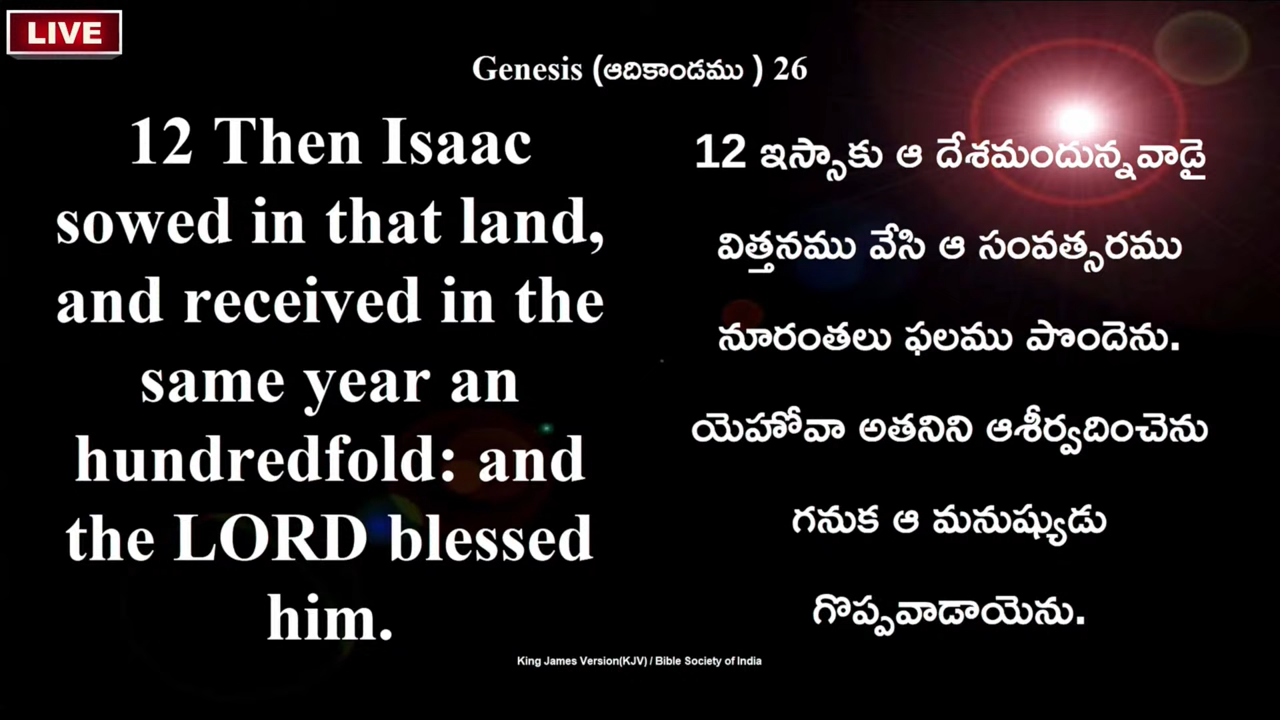 LIVE
Genesis (ఆదికాండము ) 26
12 Then Isaac
sowed in that land,
and received in the
same year an
hundredfold: and
the LORD blessed
him.
12 ఇస్సాకు ఆ దేశమందున్నవాడై
విత్తనము వేసి ఆ సంవత్సరము
నూరంతలు ఫలము పొందెను.
యెహోవా అతనిని ఆశీర్వదించెను
గనుక ఆ మనుష్యుడు
గొప్పవాడాయెను.
King James Version(KJV) / Bible Society of India